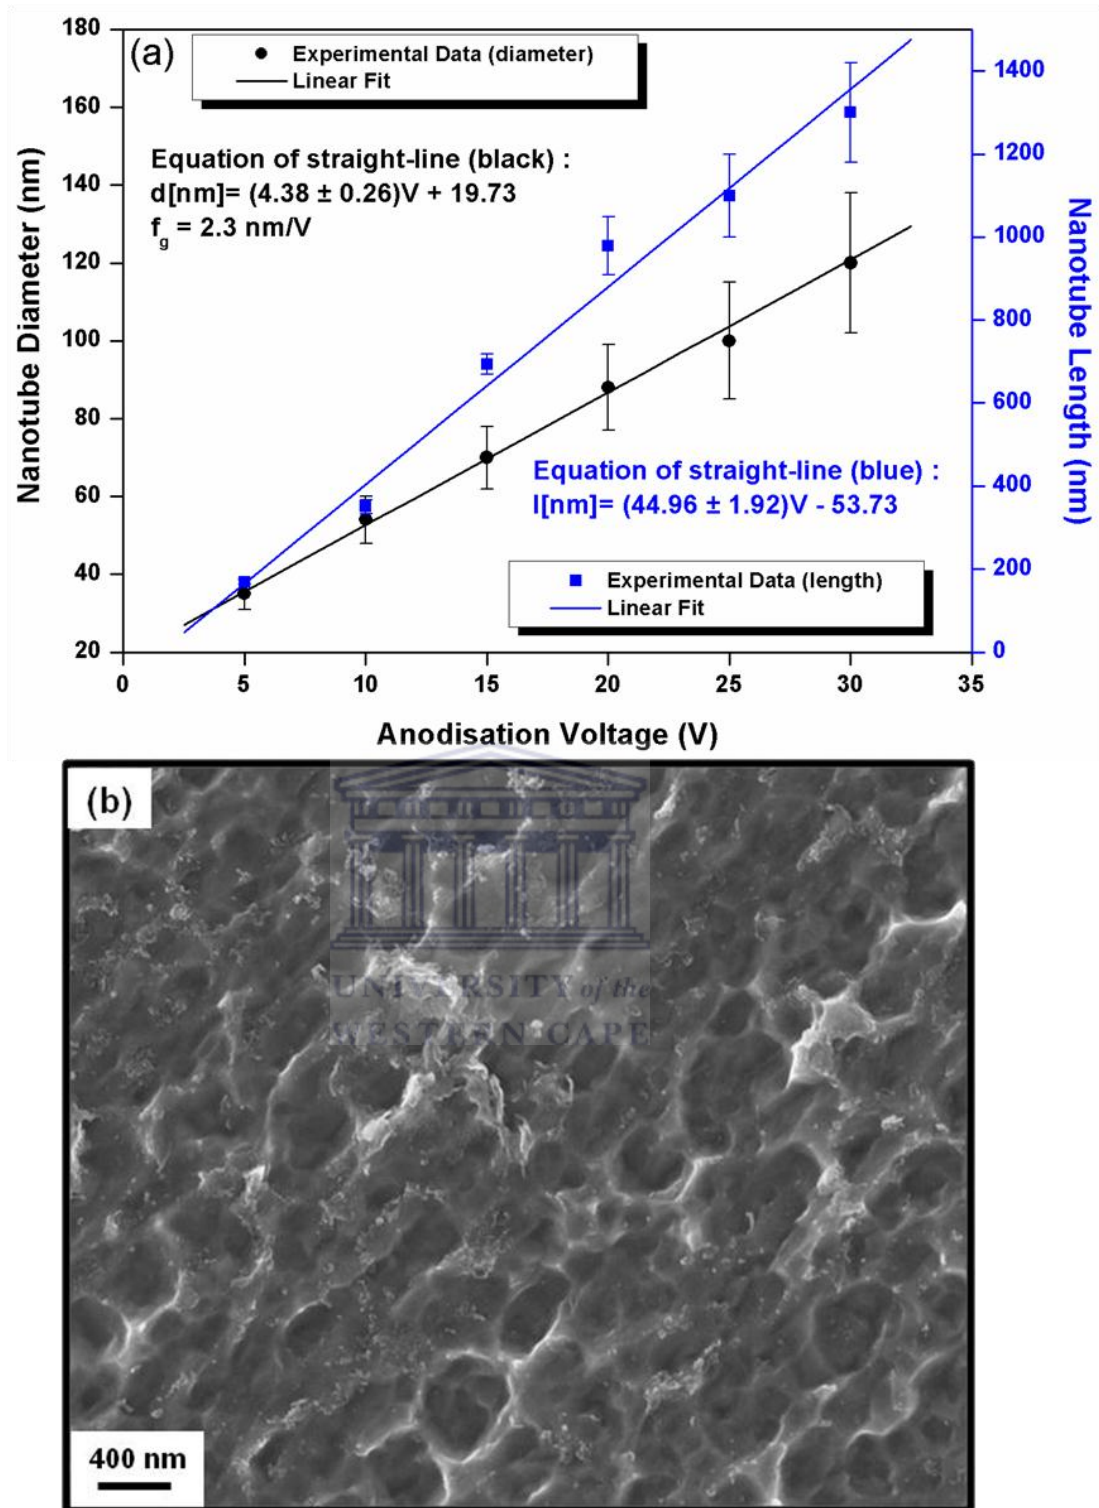 (a)
Experimental Data (diameter)
Linear Fit
Equation of straight-line (black) :
d[nm]= (4.38 ± 0.26)V + 19.73
f_g = 2.3 nm/V
Equation of straight-line (blue) :
l[nm]= (44.96 ± 1.92)V - 53.73
Experimental Data (length)
Linear Fit
Nanotube Diameter (nm)
180
160
140
120
100
80
60
40
20
Nanotube Length (nm)
1400
1200
1000
800
600
400
200
0
0 5 10 15 20 25 30 35
Anodisation Voltage (V)
(b)
UNIVERSITY of the
WESTERN CAPE
400 nm